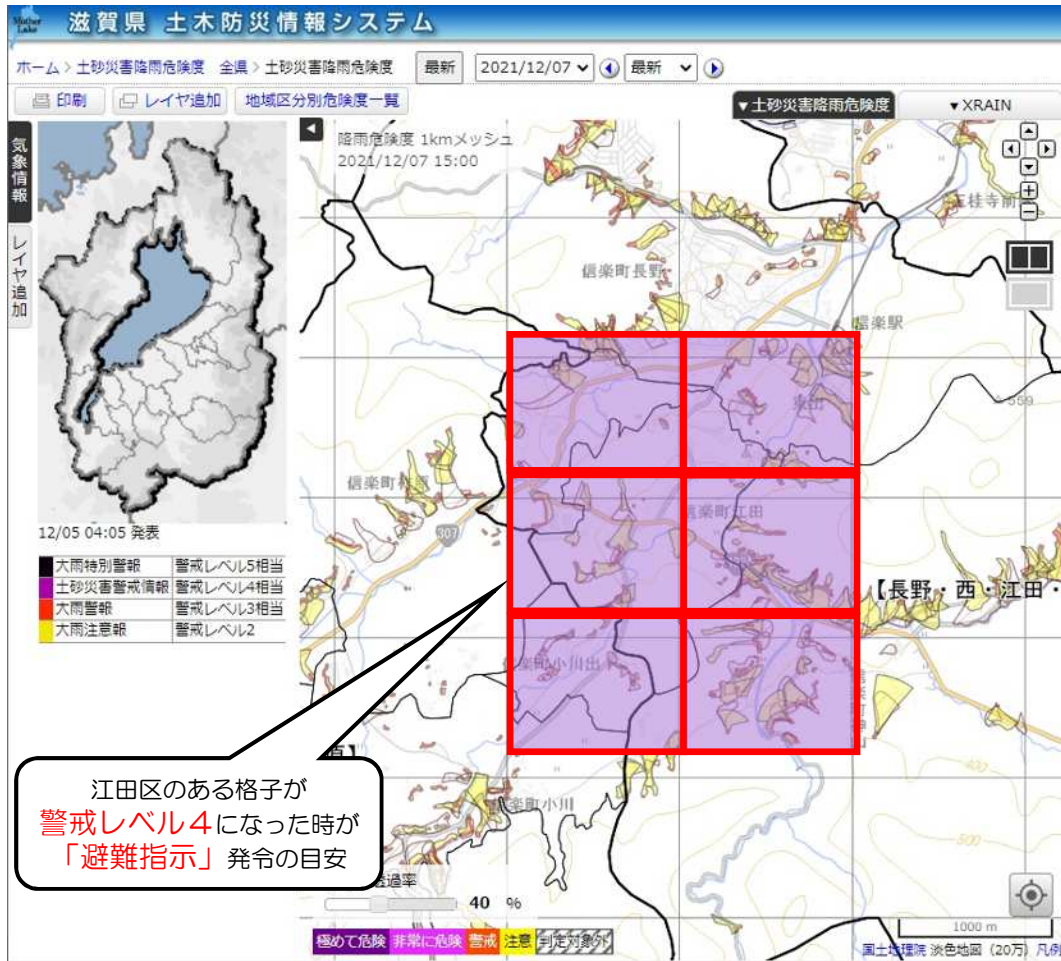 Mother Lake
滋賀県 土木防災情報システム
ホーム > 土砂災害降雨危険度 全県 > 土砂災害降雨危険度
最新
2021/12/07
最新
印刷
レイヤ追加
地域区分別危険度一覧
▼土砂災害降雨危険度
▼XRAIN
気象情報
レイヤ追加
降雨危険度 1kmメッシュ
2021/12/07 15:00
信楽町長野
信楽駅
559
信楽町江田
307
【長野・西・江田・
信楽町小川出
400
500
12/05 04:05 発表
大雨特別警報 警戒レベル5相当
土砂災害警戒情報 警戒レベル4相当
大雨警報 警戒レベル3相当
大雨注意報 警戒レベル2
江田区のある格子が
警戒レベル4になった時が
「避難指示」発令の目安
過率
40 %
極めて危険 非常に危険 警戒 注意 判定対象外
1000 m
国土地理院 淡色地図(20万) 凡例